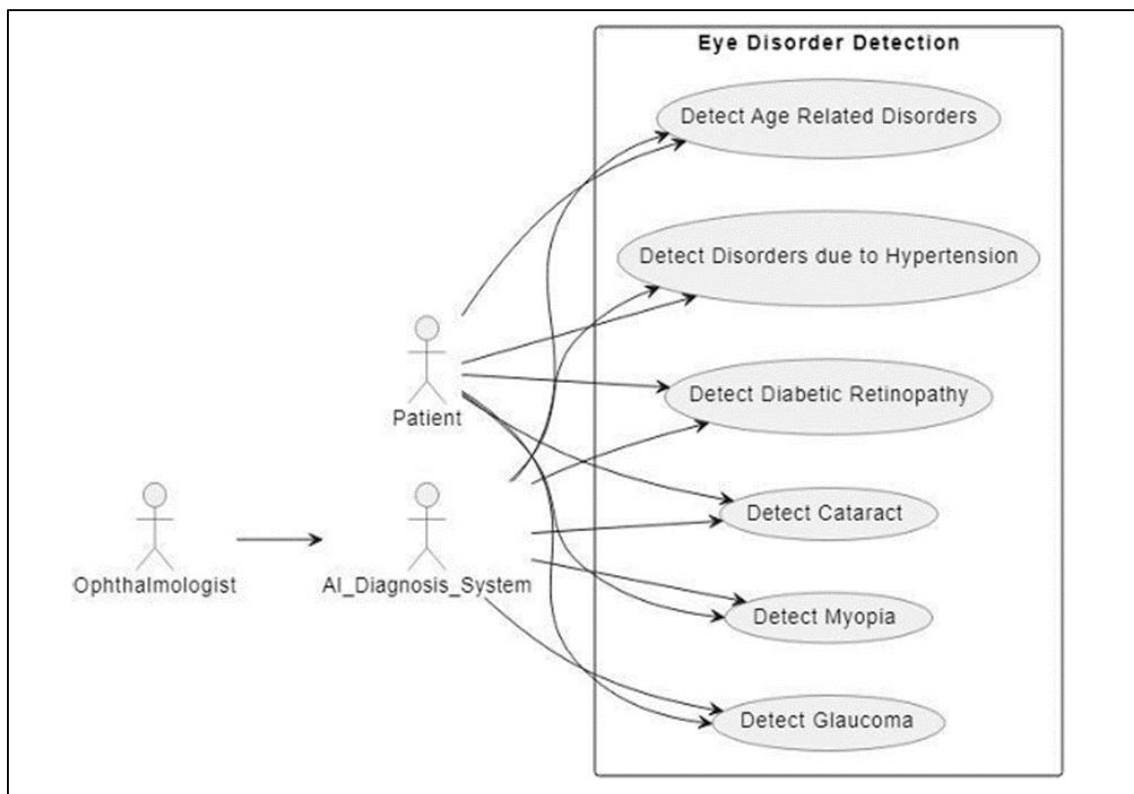 Eye Disorder Detection
Detect Age Related Disorders
Detect Disorders due to Hypertension
Patient
Detect Diabetic Retinopathy
Detect Cataract
Ophthalmologist
AI_Diagnosis_System
Detect Myopia
Detect Glaucoma